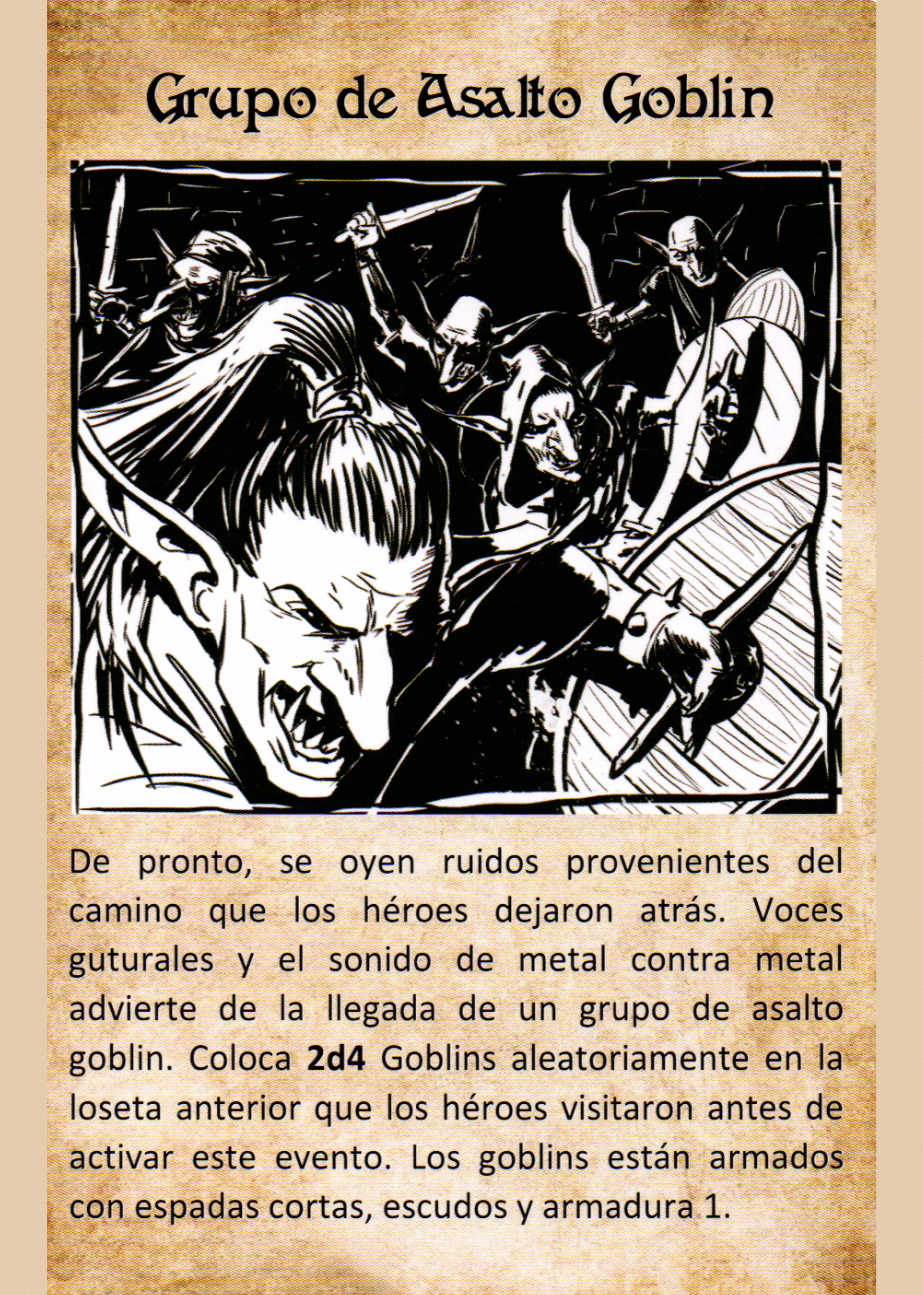 Grupo de Asalto Goblin
De pronto, se oyen ruidos provenientes del
camino que los héroes dejaron atrás. Voces
guturales y el sonido de metal contra metal
advierte de la llegada de un grupo de asalto
goblin. Coloca 2d4 Goblins aleatoriamente en la
loseta anterior que los héroes visitaron antes de
activar este evento. Los goblins están armados
con espadas cortas, escudos y armadura 1.